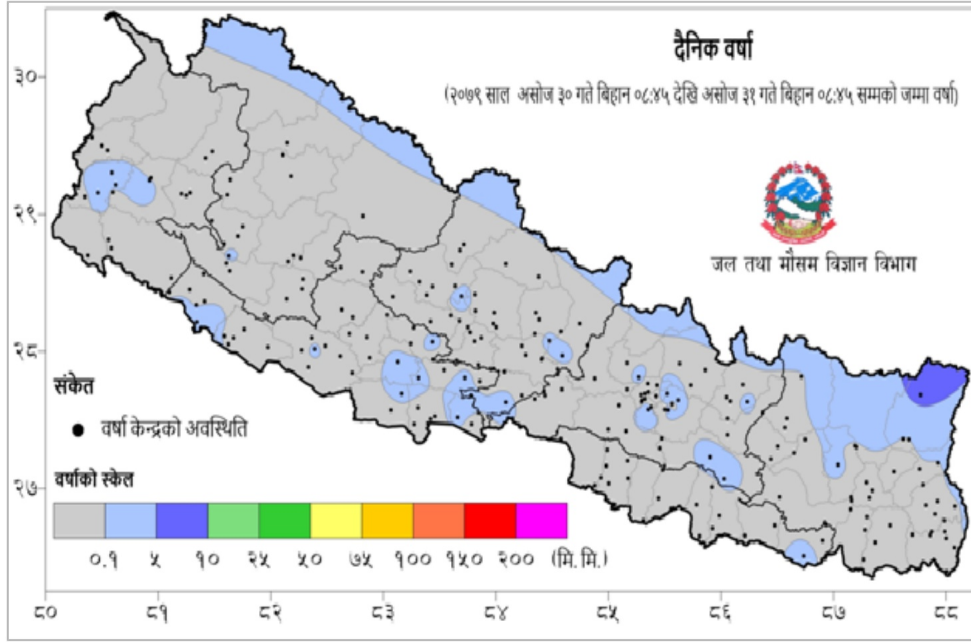 दैनिक वर्षा
(२०७९ साल असोज ३० गते बिहान ०८:४५ देखि असोज ३१ गते बिहान ०८:४५ सम्मको जम्मा वर्षा)
जल तथा मौसम विज्ञान विभाग
३०
२९
२८
२७
संकेत
वर्षा केन्द्रको अवस्थिति
वर्षाको स्केल
०.१ ५ १० २५ ५० ७५ १०० १५० २०० (मि.मि.)
८० ८१ ८२ ८३ ८४ ८५ ८६ ८७ ८८